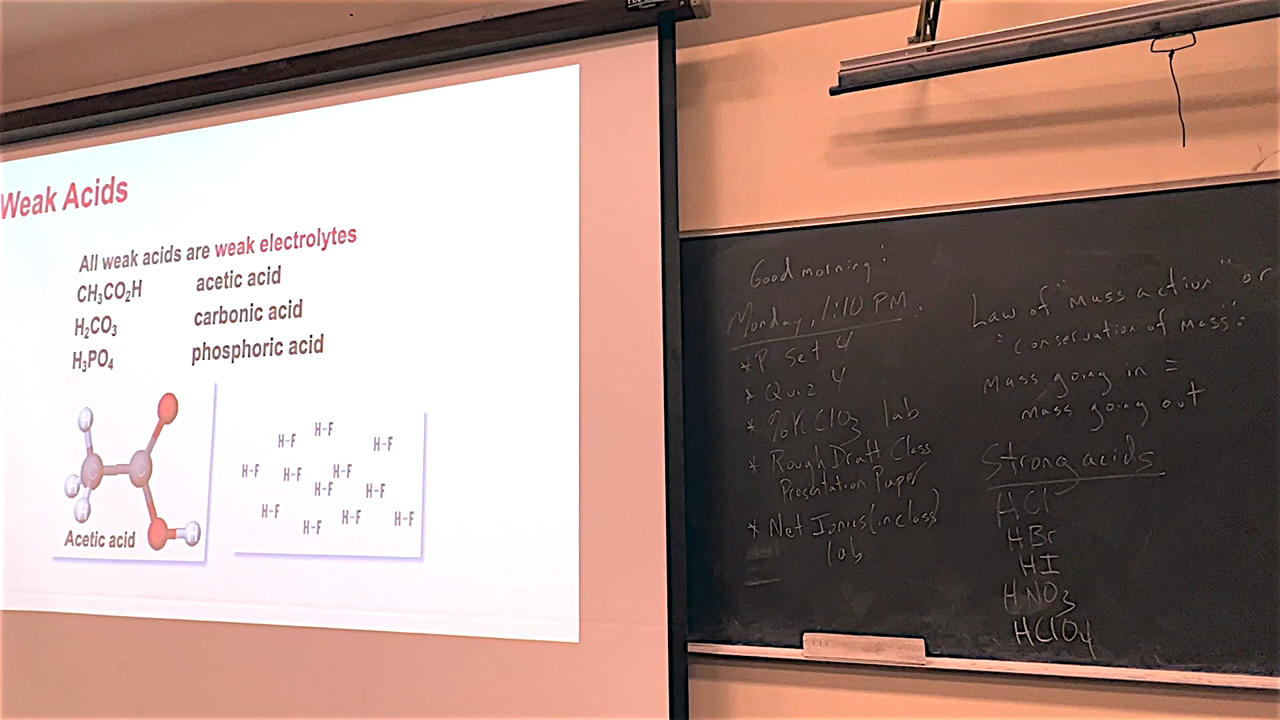 Weak Acids
All weak acids are weak electrolytes
CH₃CO₂H acetic acid
H₂CO₃ carbonic acid
H₃PO₄ phosphoric acid
Acetic acid
H-F
H-F
H-F
H-F
H-F
H-F
H-F
H-F
H-F
H-F
H-F
H-F
Good morning!
Monday, 1:10 PM:
* P. Set 4
* Quiz 4
* %KClO₃ lab
* Rough Draft Class
Presentation Paper
* Net Ionics (in class)
lab
Law of "mass action" or
"conservation of mass":
Mass going in =
mass going out
Strong acids
HCl
HBr
HI
HNO₃
HClO₄